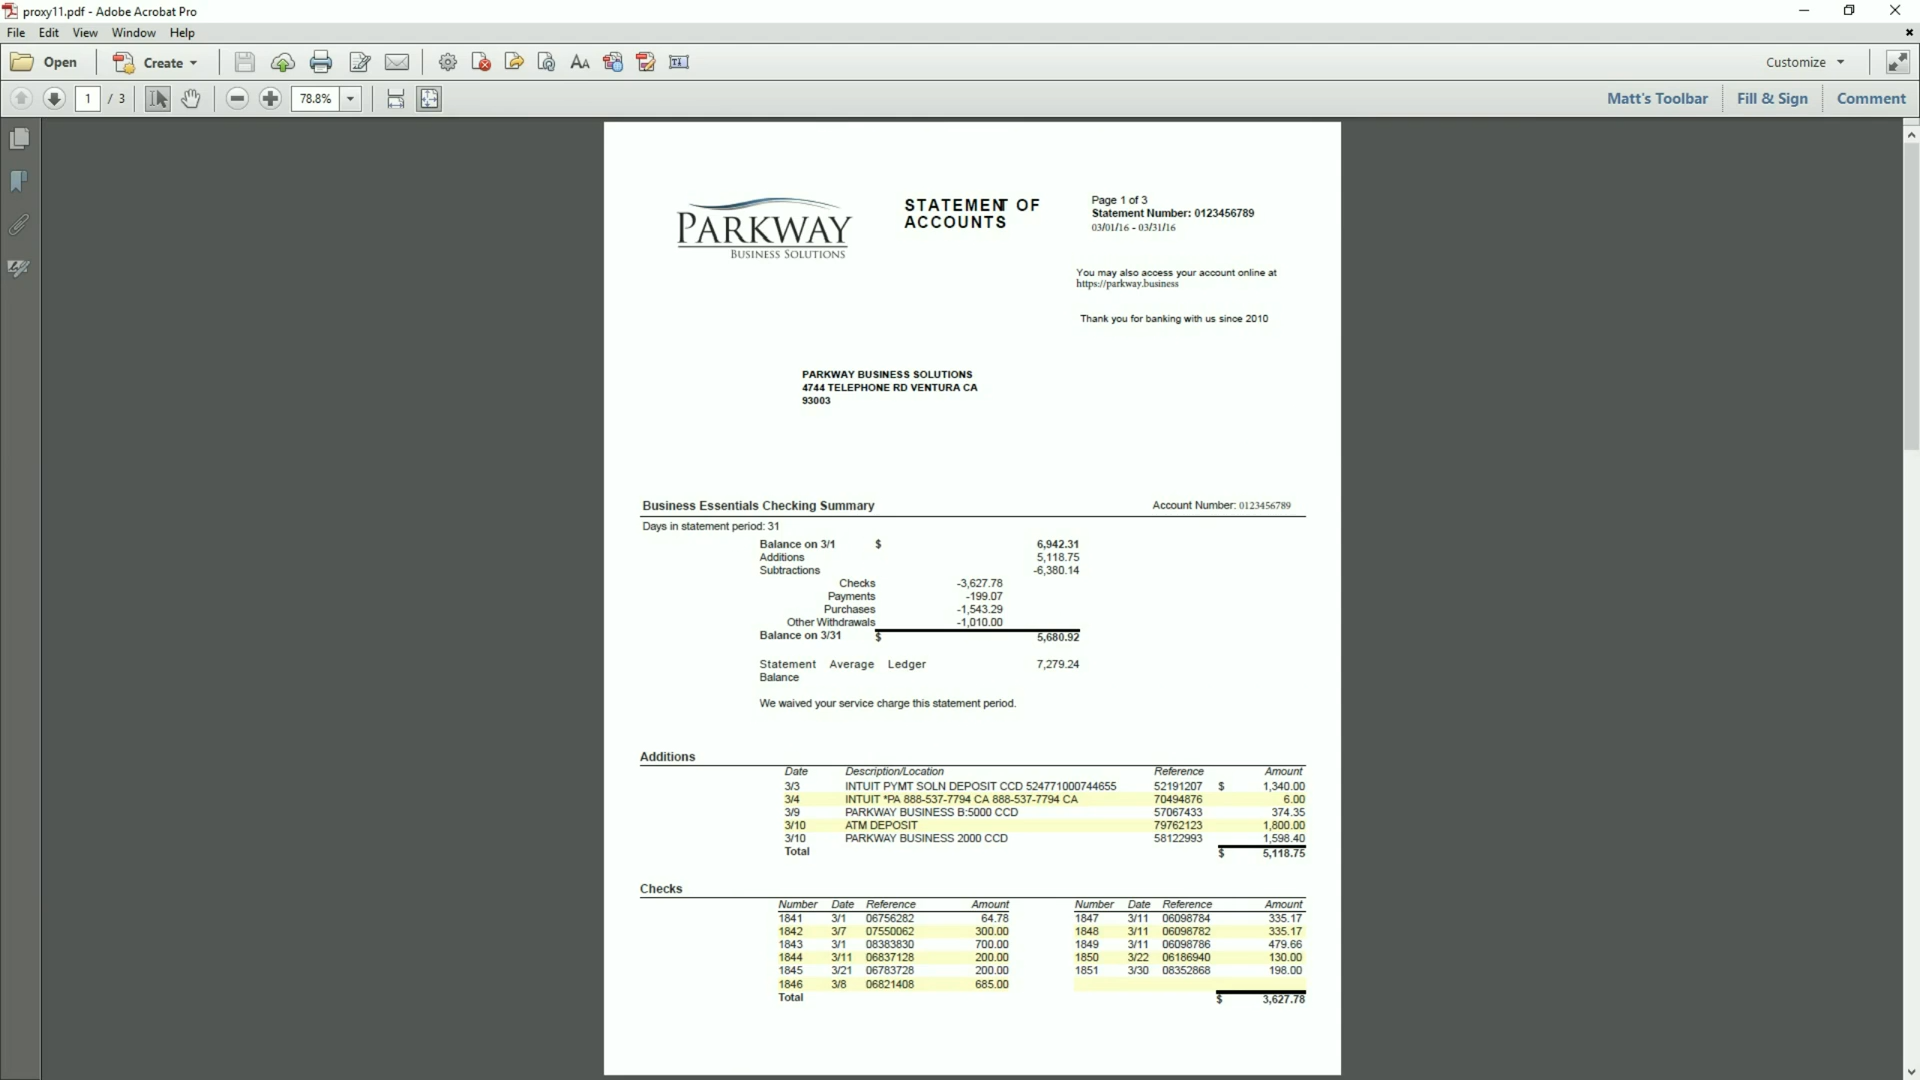 proxy11.pdf - Adobe Acrobat Pro
File Edit View Window Help
Open Create Customize
1 / 3 78.8% Matt's Toolbar Fill & Sign Comment
PARKWAY
BUSINESS SOLUTIONS
STATEMENT OF
ACCOUNTS
Page 1 of 3
Statement Number: 0123456789
03/01/16 - 03/31/16
You may also access your account online at
https://parkway.business
Thank you for banking with us since 2010
PARKWAY BUSINESS SOLUTIONS
4744 TELEPHONE RD VENTURA CA
93003
Business Essentials Checking Summary Account Number: 0123456789
Days in statement period: 31
Balance on 3/1 $ 6,942.31
Additions 5,118.75
Subtractions -6,380.14
Checks -3,627.78
Payments -199.07
Purchases -1,543.29
Other Withdrawals -1,010.00
Balance on 3/31 $ 5,680.92
Statement Average Ledger 7,279.24
Balance
We waived your service charge this statement period.
Additions
Date Description/Location Reference Amount
3/3 INTUIT PYMT SOLN DEPOSIT CCD 524771000744655 52191207 $ 1,340.00
3/4 INTUIT *PA 888-537-7794 CA 888-537-7794 CA 70494876 6.00
3/9 PARKWAY BUSINESS B:5000 CCD 57067433 374.35
3/10 ATM DEPOSIT 79762123 1,800.00
3/10 PARKWAY BUSINESS 2000 CCD 58122993 1,598.40
Total $ 5,118.75
Checks
Number Date Reference Amount Number Date Reference Amount
1841 3/1 06756282 64.78 1847 3/11 06098784 335.17
1842 3/7 07550062 300.00 1848 3/11 06098782 335.17
1843 3/1 08383830 700.00 1849 3/11 06098786 479.66
1844 3/11 06837128 200.00 1850 3/22 06186940 130.00
1845 3/21 06783728 200.00 1851 3/30 08352868 198.00
1846 3/8 06821408 685.00
Total $ 3,627.78